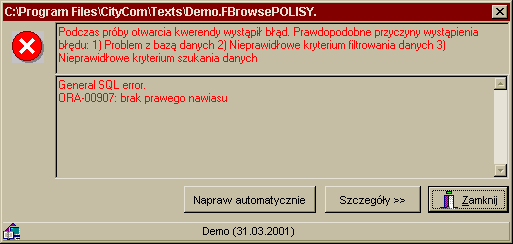 C:\Program Files\CityCom\Texts\Demo.FBrowsePOLISY.
Podczas próby otwarcia kwerendy wystąpił błąd. Prawdopodobne przyczyny wystąpienia
błędu: 1) Problem z bazą danych 2) Nieprawidłowe kryterium filtrowania danych 3)
Nieprawidłowe kryterium szukania danych
General SQL error.
ORA-00907: brak prawego nawiasu
Napraw automatycznie
Szczegóły >>
Zamknij
Demo (31.03.2001)